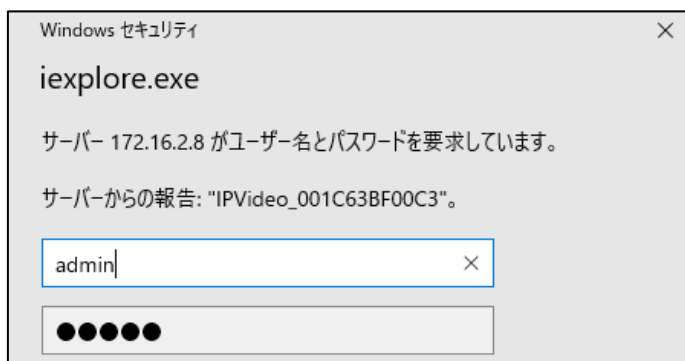 Windows セキュリティ
iexplore.exe
サーバー 172.16.2.8 がユーザー名とパスワードを要求しています。
サーバーからの報告: "IPVideo_001C63BF00C3"。
admin
●●●●●